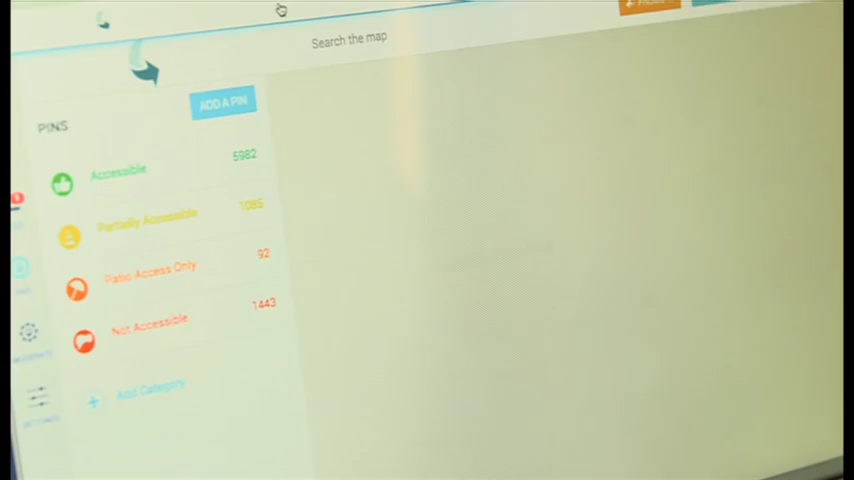 Search the map
PINS
ADD A PIN
Accessible 5982
Partially Accessible 1085
Patio Access Only 92
Not Accessible 1443
Add Category